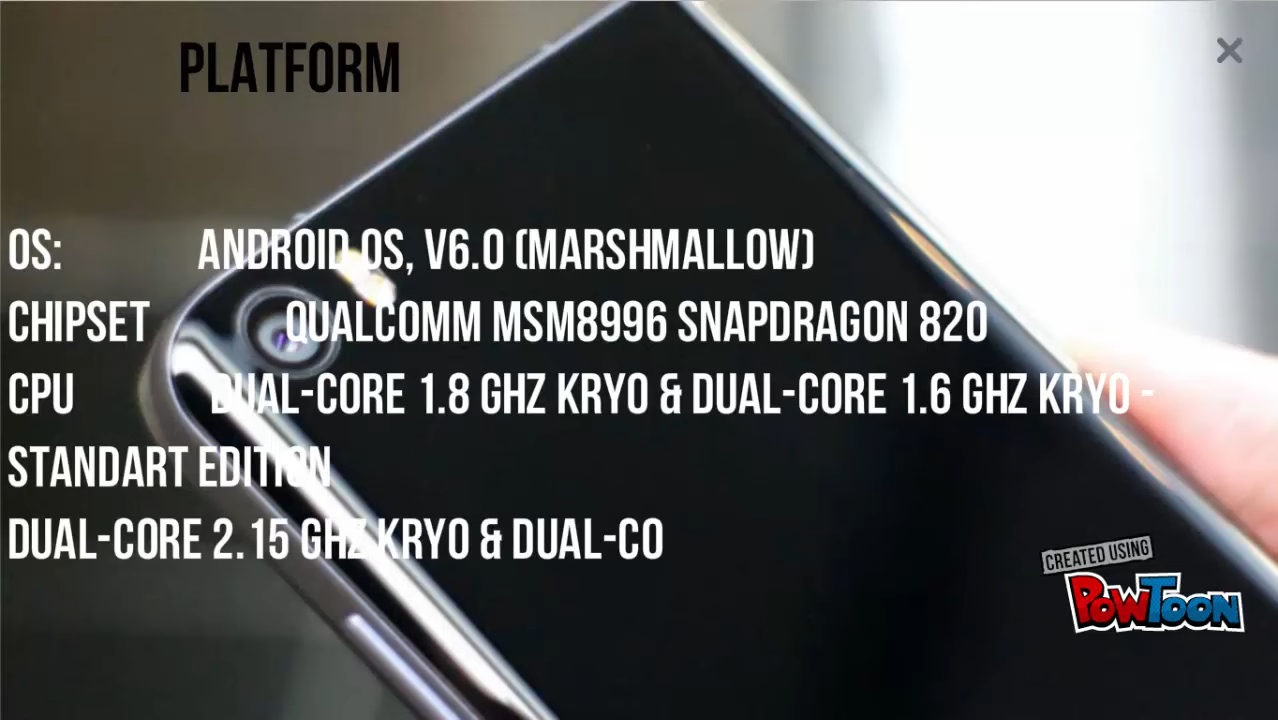 PLATFORM
OS: ANDROID OS, V6.0 (MARSHMALLOW)
CHIPSET QUALCOMM MSM8996 SNAPDRAGON 820
CPU DUAL-CORE 1.8 GHZ KRYO & DUAL-CORE 1.6 GHZ KRYO -
STANDART EDITION
DUAL-CORE 2.15 GHZ KRYO & DUAL-CO
CREATED USING
POWTOON